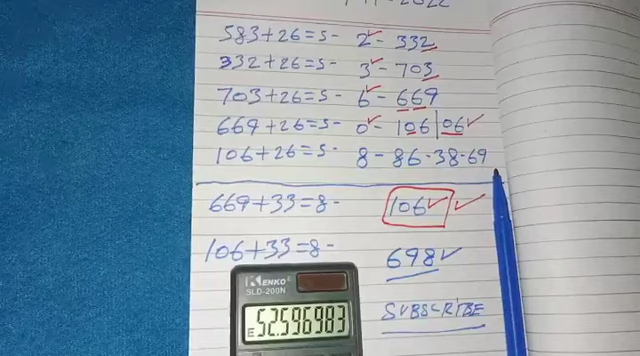 583+26=5- 2- 332
332+26=5- 3- 703
703+26=5- 6- 669
669+26=5- 0- 106|06
106+26=5- 8- 86-38-69
669+33=8- 106
106+33=8- 698
KENKO
SLD-200N
E52.596983
SUBSCRIBE